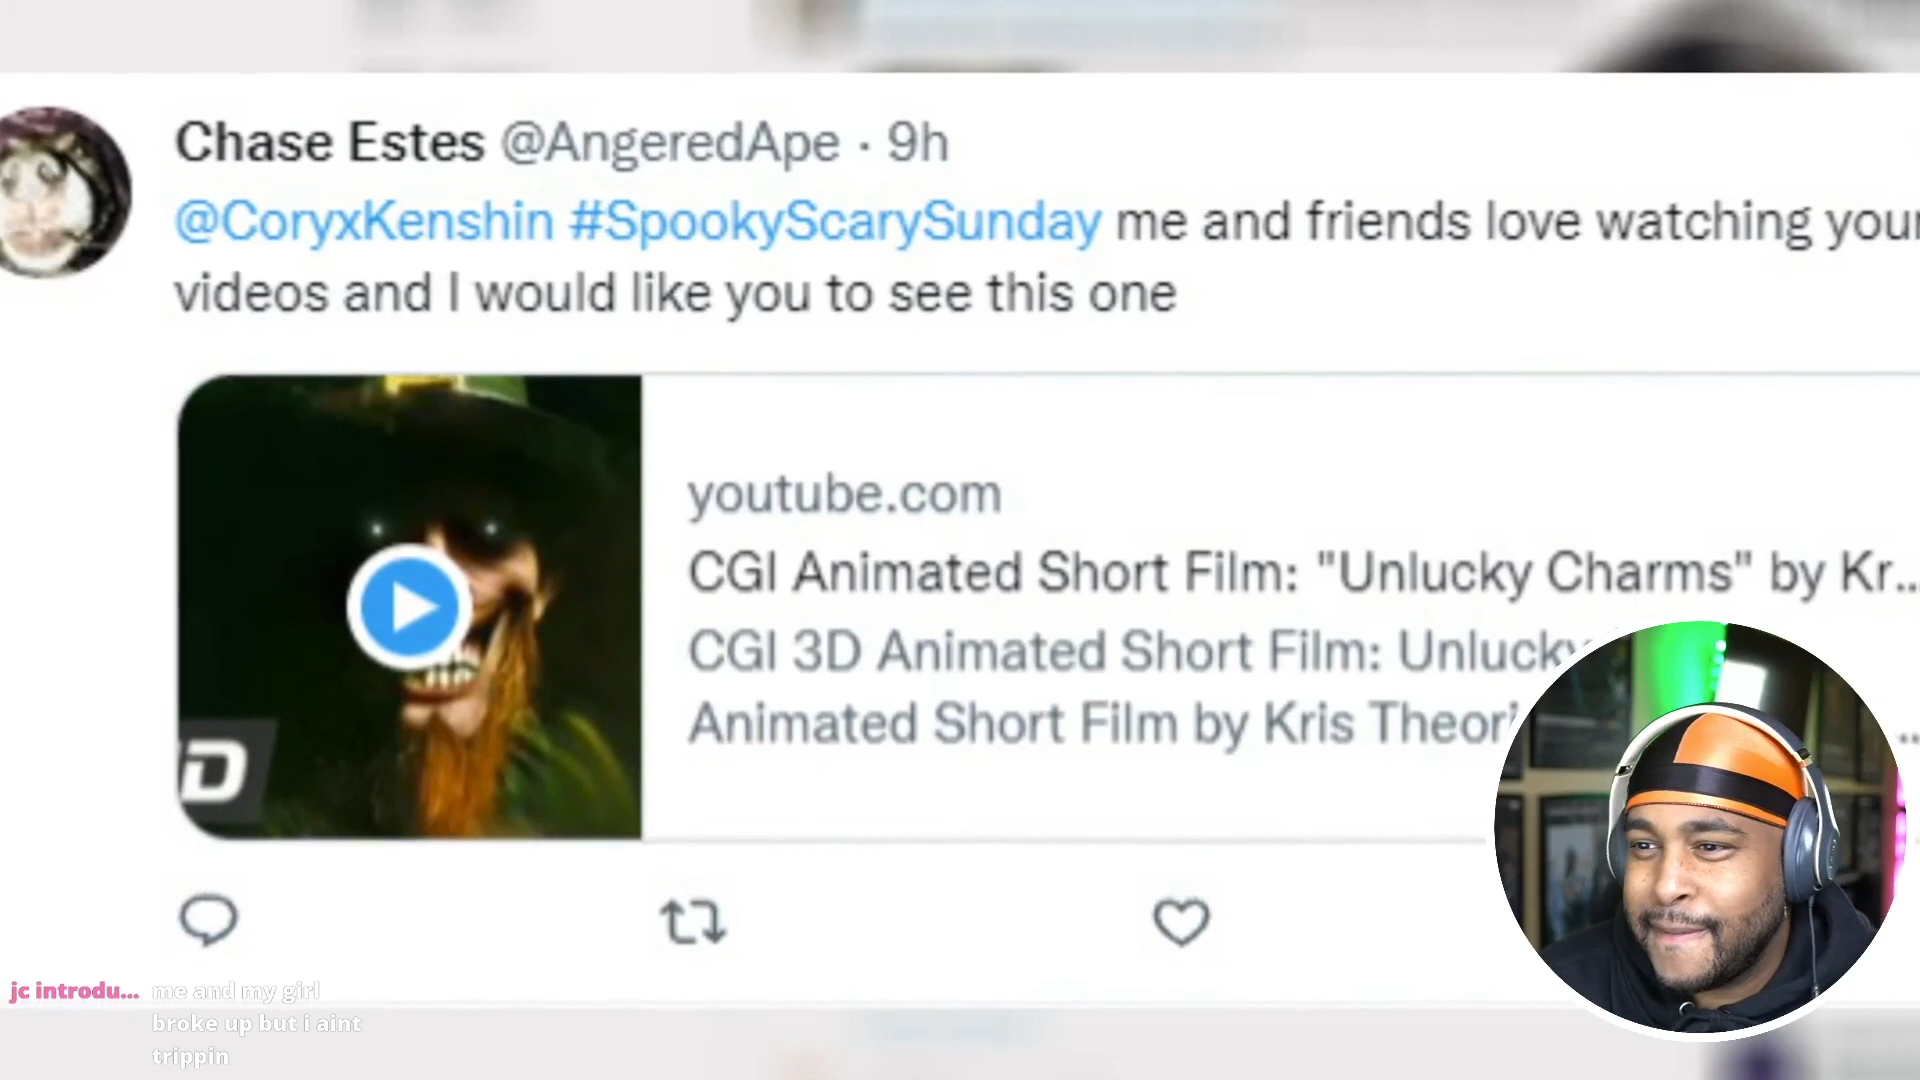 Chase Estes @AngeredApe · 9h
@CoryxKenshin #SpookyScarySunday me and friends love watching your
videos and I would like you to see this one
youtube.com
CGI Animated Short Film: "Unlucky Charms" by Kr...
CGI 3D Animated Short Film: Unlucky
Animated Short Film by Kris Theori
...
D
jc introdu... me and my girl
broke up but i aint
trippin